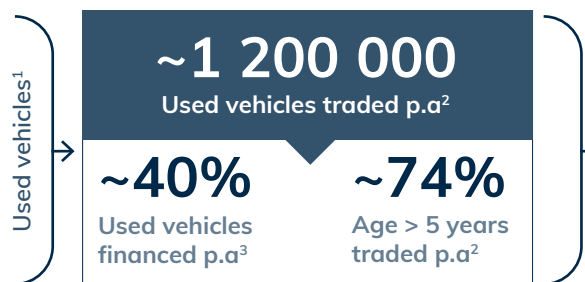 Used vehicles¹
~1 200 000
Used vehicles traded p.a²
~40%
Used vehicles
financed p.a³
~74%
Age > 5 years
traded p.a²